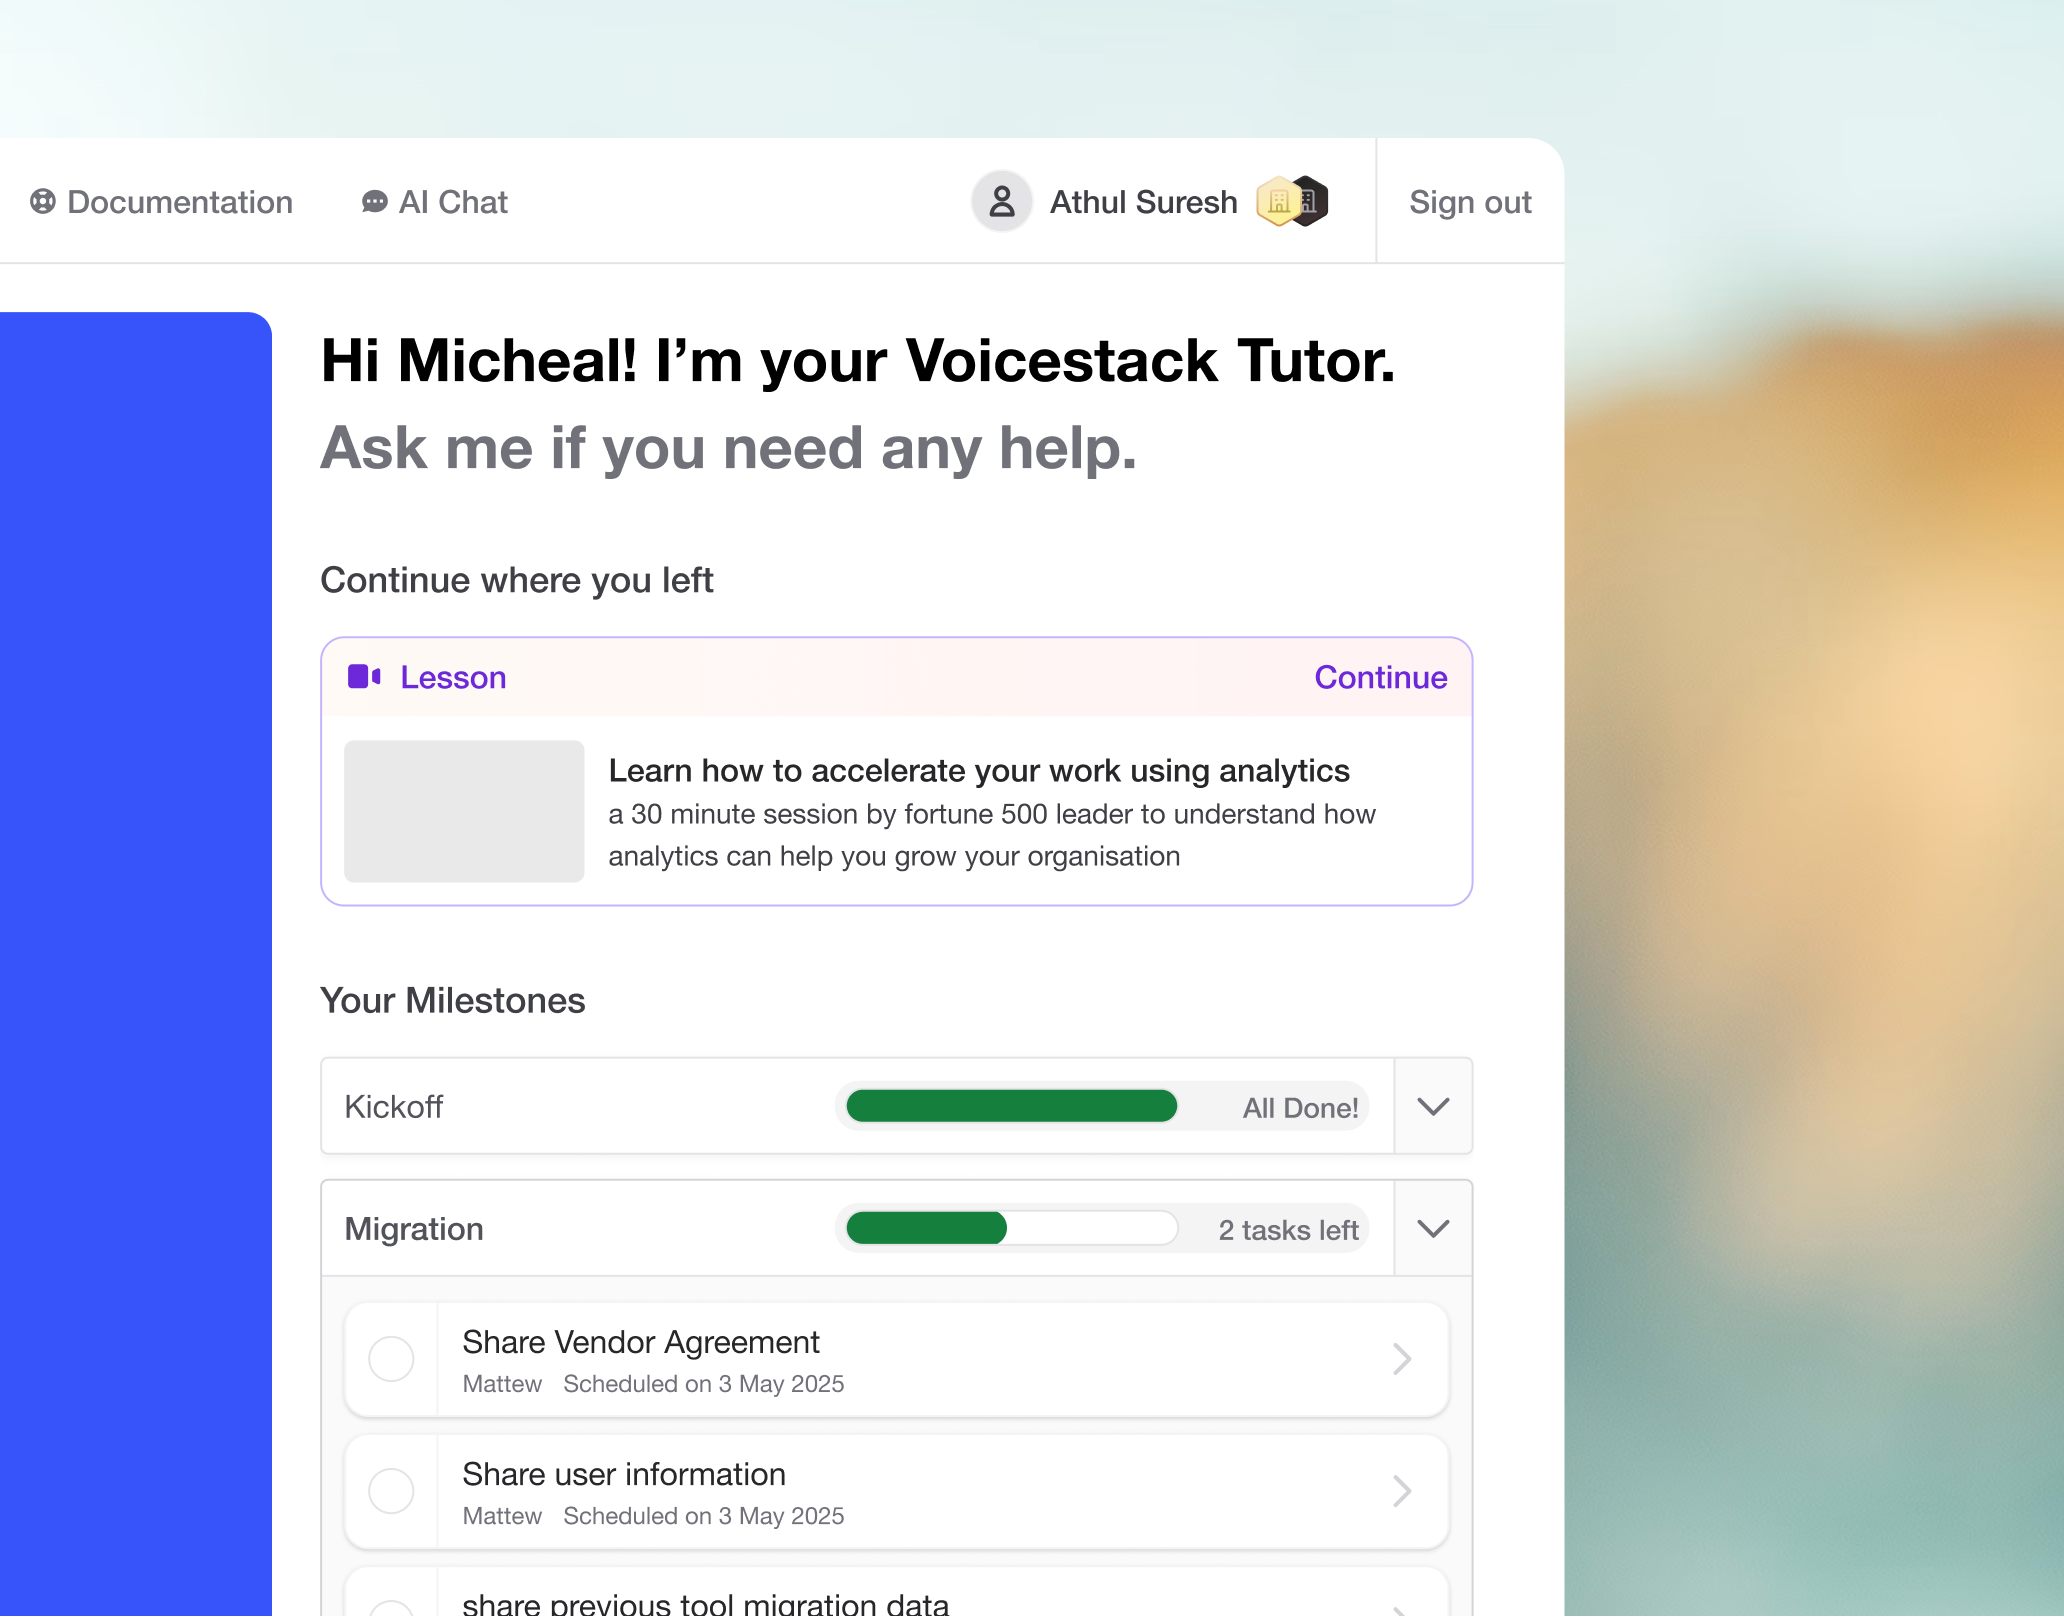 Documentation
AI Chat
Athul Suresh
Sign out
Hi Micheal! I’m your Voicestack Tutor.
Ask me if you need any help.
Continue where you left
Lesson
Continue
Learn how to accelerate your work using analytics
a 30 minute session by fortune 500 leader to understand how
analytics can help you grow your organisation
Your Milestones
Kickoff
All Done!
Migration
2 tasks left
Share Vendor Agreement
Mattew Scheduled on 3 May 2025
Share user information
Mattew Scheduled on 3 May 2025
share previous tool migration data